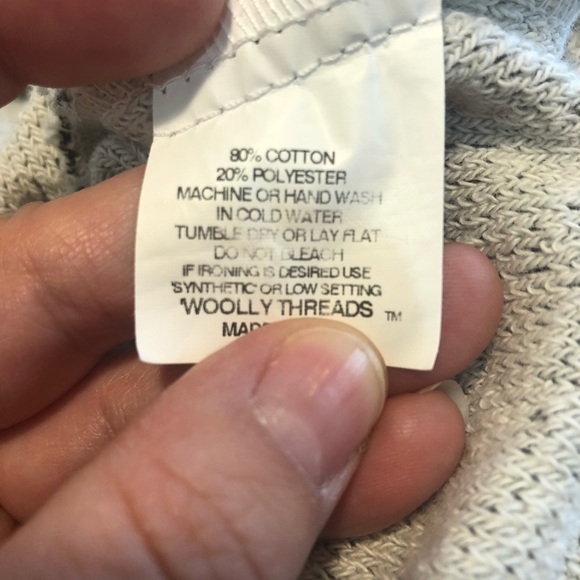 80% COTTON
20% POLYESTER
MACHINE OR HAND WASH
IN COLD WATER
TUMBLE DRY OR LAY FLAT
DO NOT BLEACH
IF IRONING IS DESIRED USE
'SYNTHETIC' OR LOW SETTING
'WOOLLY THREADS ™